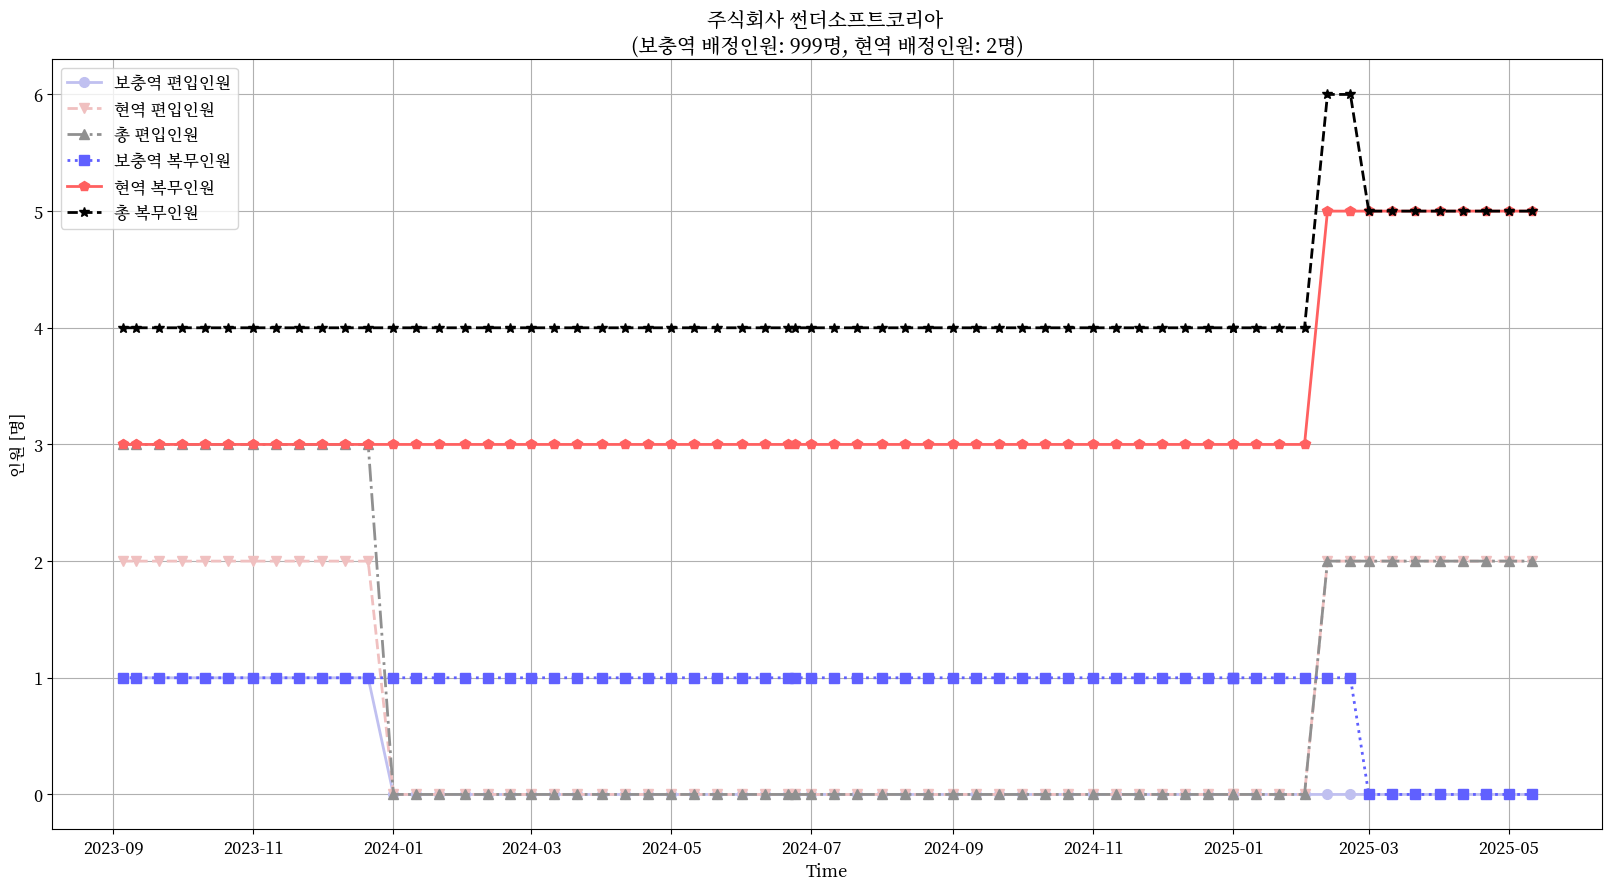 주식회사 썬더소프트코리아
(보충역 배정인원: 999명, 현역 배정인원: 2명)
보충역 편입인원
현역 편입인원
총 편입인원
보충역 복무인원
현역 복무인원
총 복무인원
인원 [명]
6
5
4
3
2
1
0
2023-09
2023-11
2024-01
2024-03
2024-05
2024-07
2024-09
2024-11
2025-01
2025-03
2025-05
Time